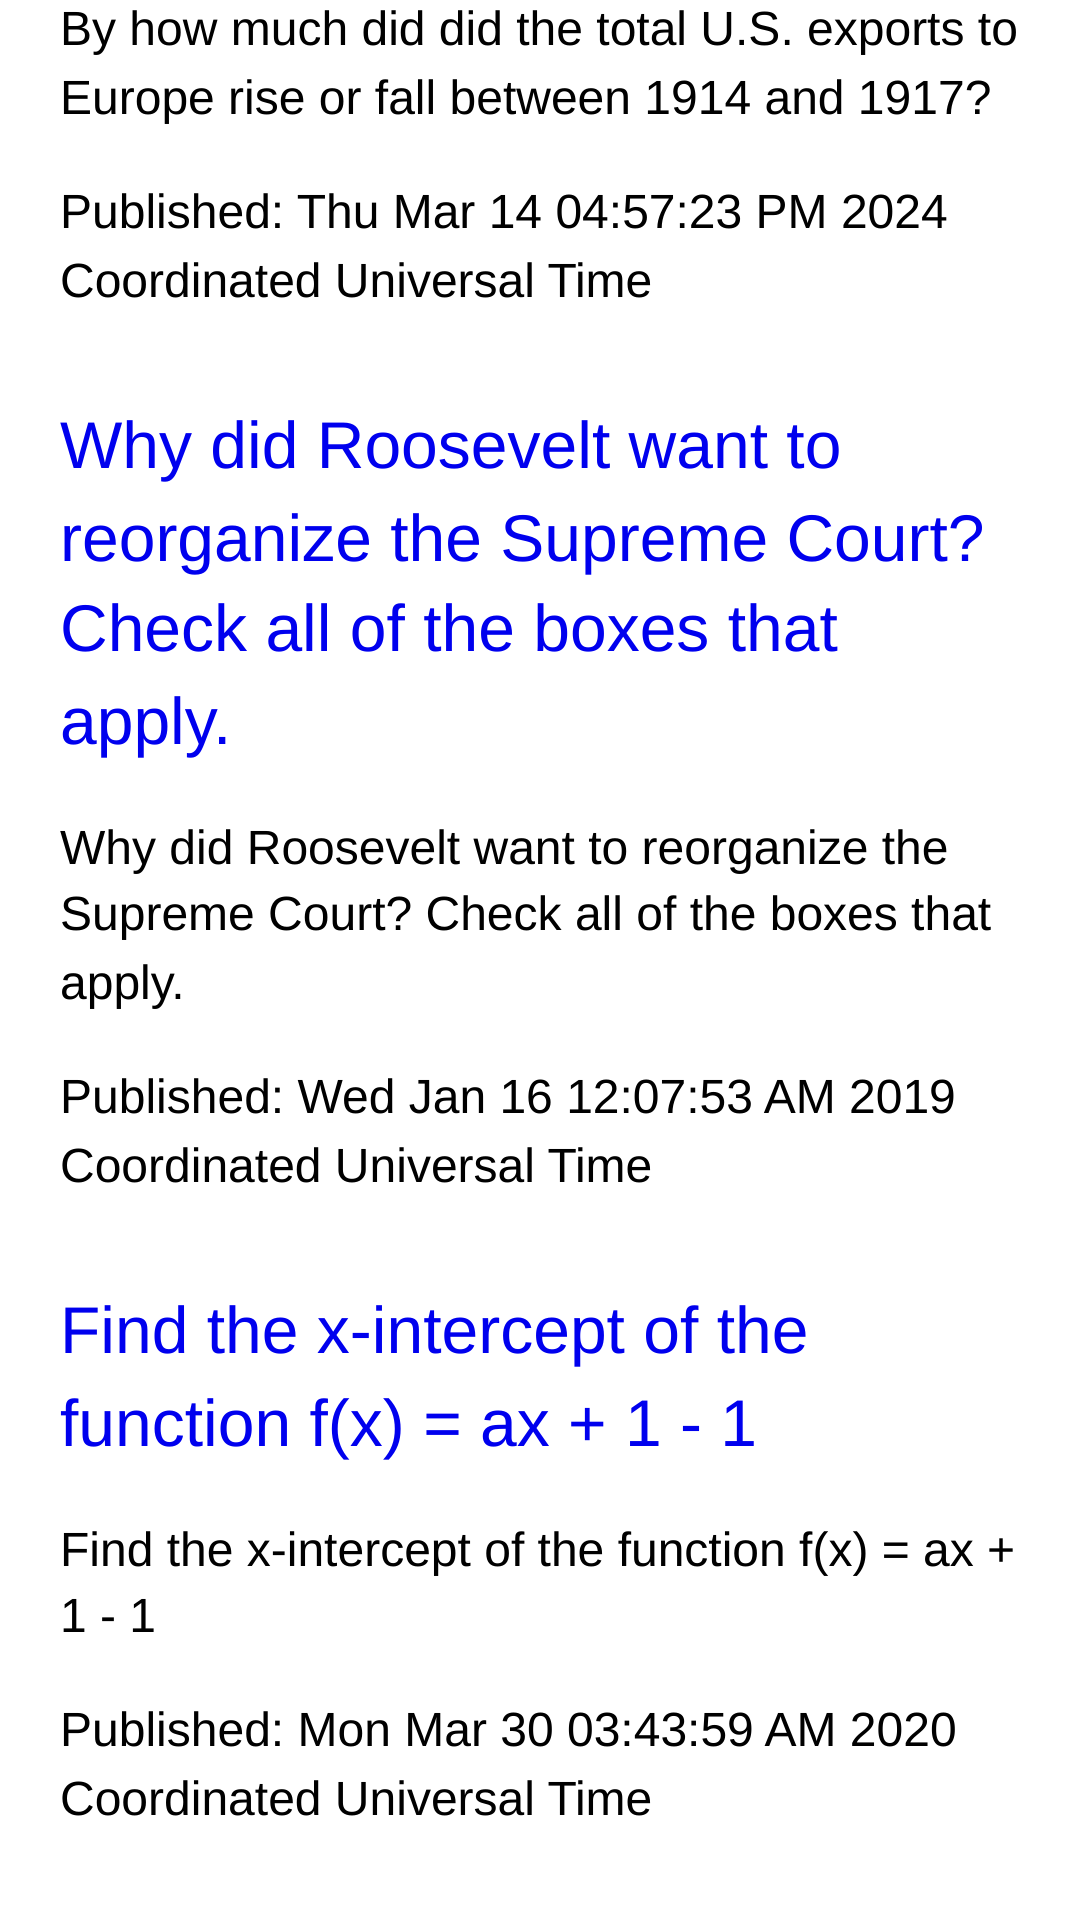 By how much did did the total U.S. exports to
Europe rise or fall between 1914 and 1917?
Published: Thu Mar 14 04:57:23 PM 2024
Coordinated Universal Time
Why did Roosevelt want to
reorganize the Supreme Court?
Check all of the boxes that
apply.
Why did Roosevelt want to reorganize the
Supreme Court? Check all of the boxes that
apply.
Published: Wed Jan 16 12:07:53 AM 2019
Coordinated Universal Time
Find the x-intercept of the
function f(x) = ax + 1 - 1
Find the x-intercept of the function f(x) = ax +
1 - 1
Published: Mon Mar 30 03:43:59 AM 2020
Coordinated Universal Time